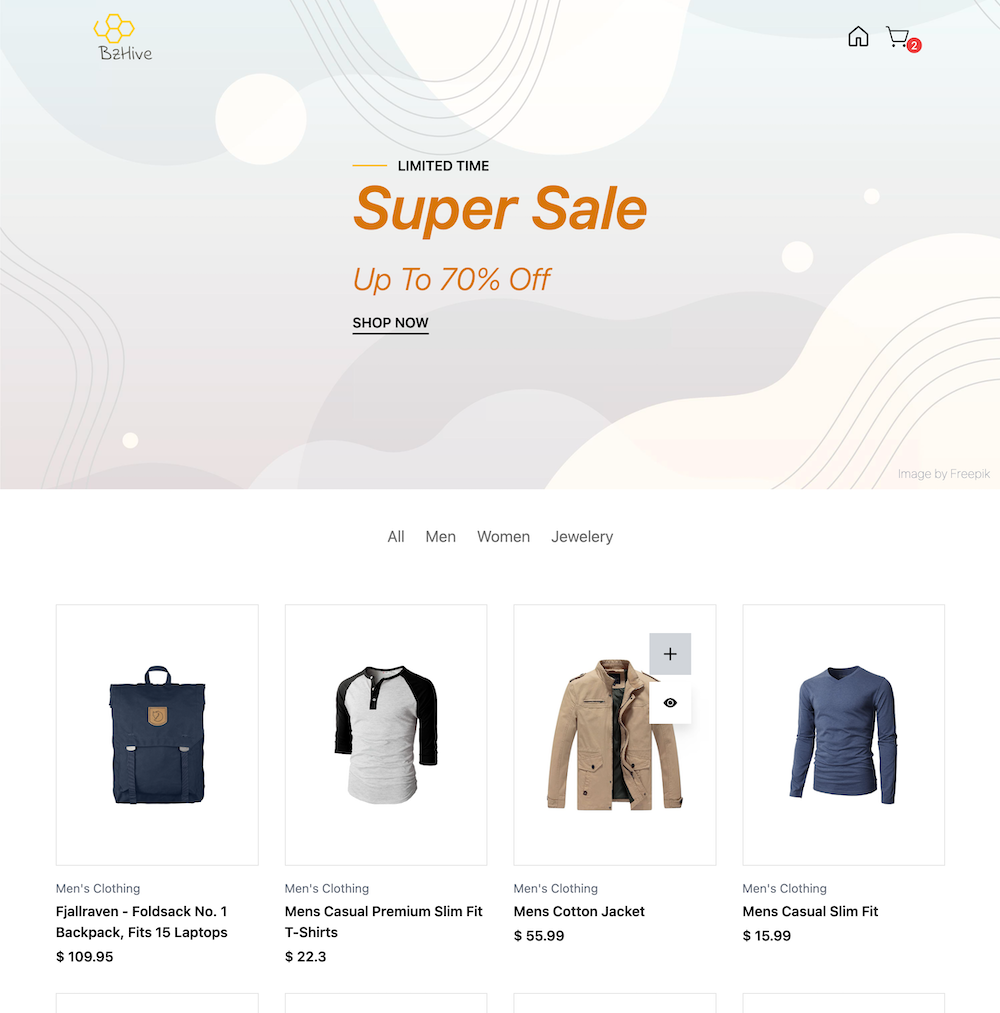 BzHive
2
LIMITED TIME
Super Sale
Up To 70% Off
SHOP NOW
Image by Freepik
All Men Women Jewelery
Men's Clothing
Fjallraven - Foldsack No. 1
Backpack, Fits 15 Laptops
$ 109.95
Men's Clothing
Mens Casual Premium Slim Fit
T-Shirts
$ 22.3
Men's Clothing
Mens Cotton Jacket
$ 55.99
Men's Clothing
Mens Casual Slim Fit
$ 15.99